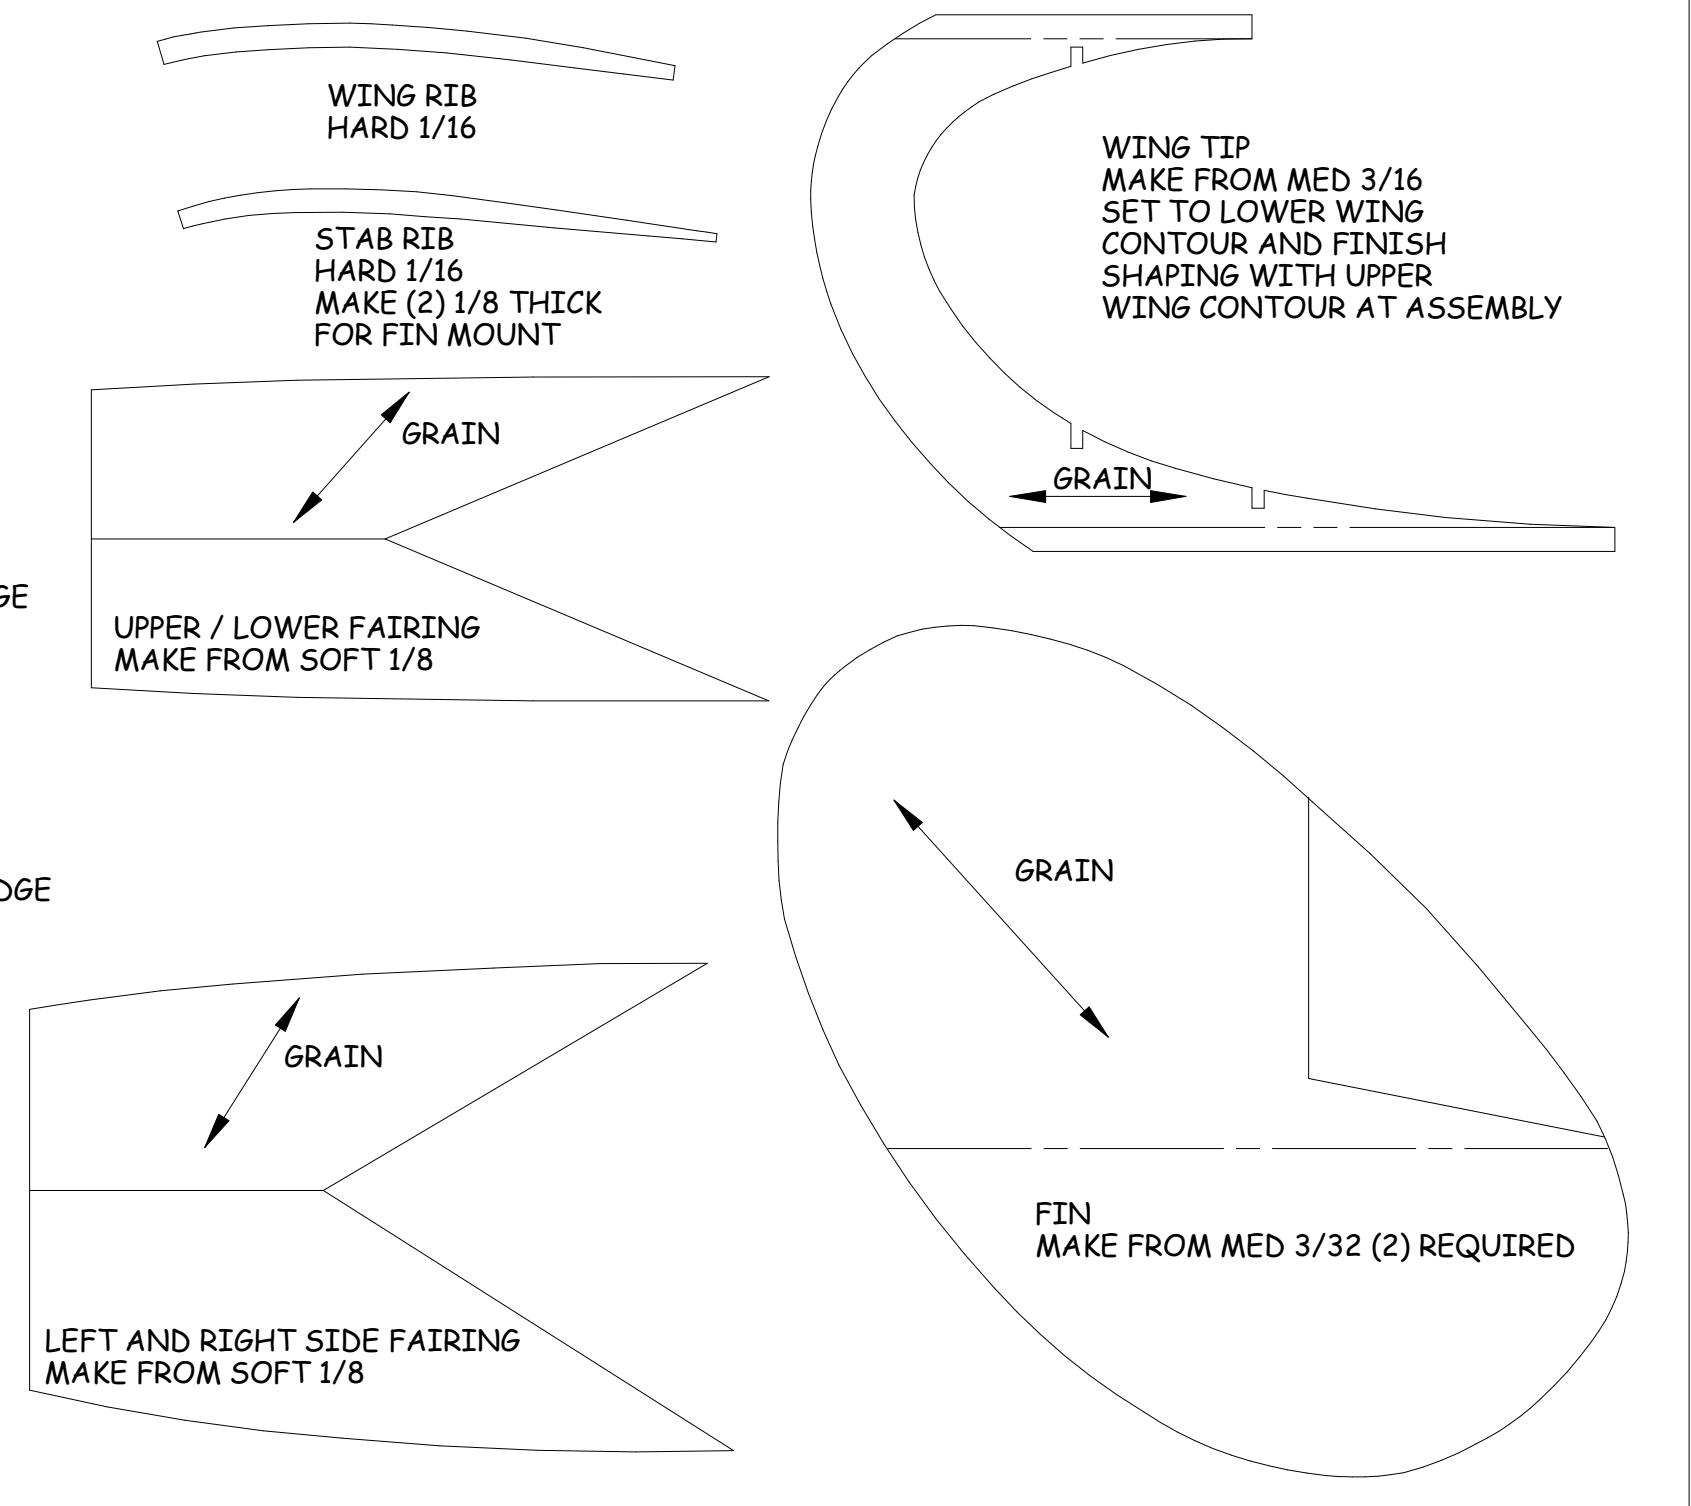 WING RIB
HARD 1/16
STAB RIB
HARD 1/16
MAKE (2) 1/8 THICK
FOR FIN MOUNT
WING TIP
MAKE FROM MED 3/16
SET TO LOWER WING
CONTOUR AND FINISH
SHAPING WITH UPPER
WING CONTOUR AT ASSEMBLY
GRAIN
GRAIN
GE
UPPER / LOWER FAIRING
MAKE FROM SOFT 1/8
GRAIN
DGE
GRAIN
FIN
MAKE FROM MED 3/32 (2) REQUIRED
LEFT AND RIGHT SIDE FAIRING
MAKE FROM SOFT 1/8